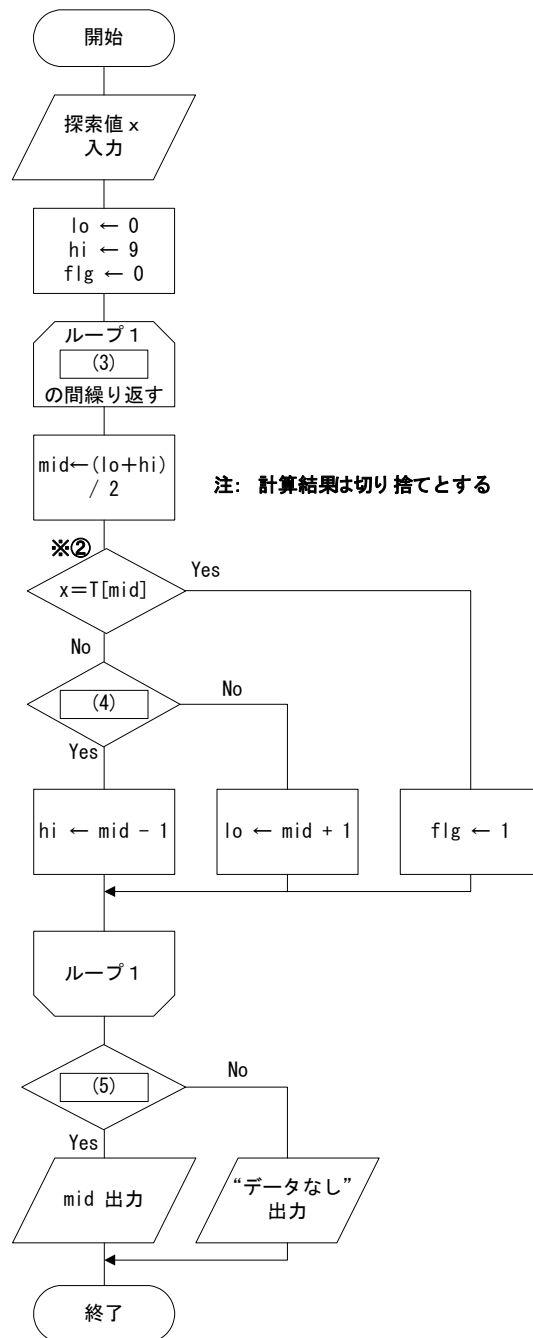 開始
探索値 x
入力
lo ← 0
hi ← 9
flg ← 0
ループ1
(3)
の間繰り返す
mid←(lo+hi)
/ 2
注: 計算結果は切り捨てとする
※②
x=T[mid]
Yes
No
(4)
No
Yes
hi ← mid - 1
lo ← mid + 1
flg ← 1
ループ1
(5)
No
Yes
mid 出力
“データなし”
出力
終了